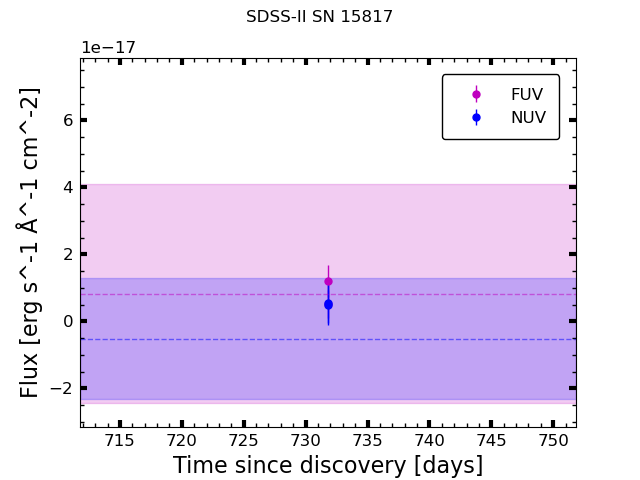 SDSS-II SN 15817
1e−17
Flux [erg s^-1 Å^-1 cm^-2]
6
4
2
0
−2
FUV
NUV
715 720 725 730 735 740 745 750
Time since discovery [days]